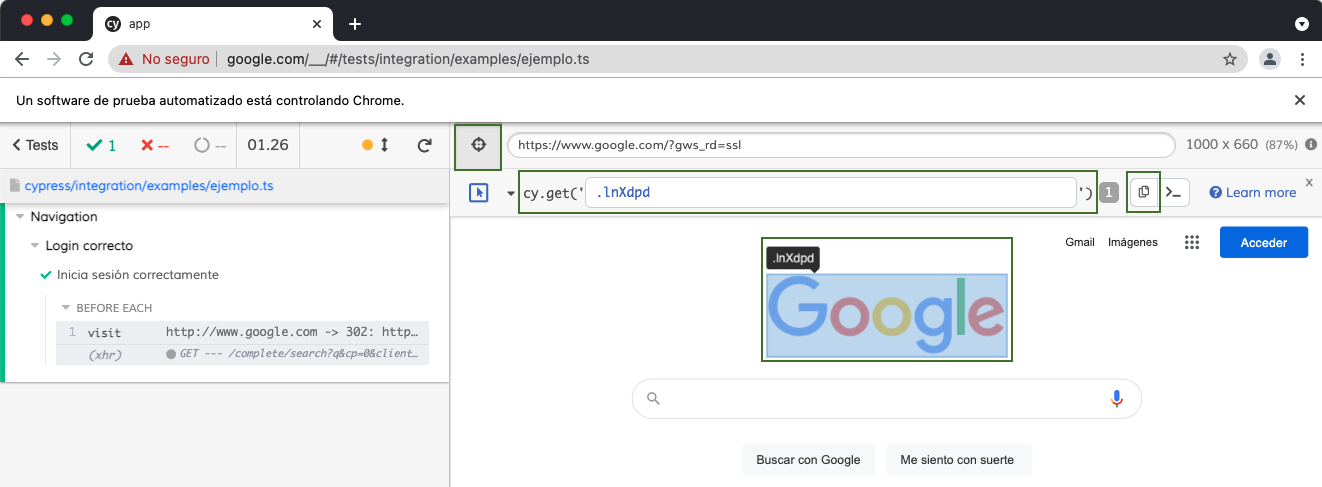 cy app
No seguro google.com/__/#/tests/integration/examples/ejemplo.ts
Un software de prueba automatizado está controlando Chrome.
Tests 1 -- -- 01.26
https://www.google.com/?gws_rd=ssl 1000 x 660 (87%)
cypress/integration/examples/ejemplo.ts
cy.get(' .lnXdpd ') 1 Learn more x
Navigation
Login correcto
Inicia sesión correctamente
BEFORE EACH
1 visit http://www.google.com -> 302: http…
(xhr) GET --- /complete/search?q&cp=0&client…
Gmail Imágenes Acceder
.lnXdpd
Google
Buscar con Google Me siento con suerte